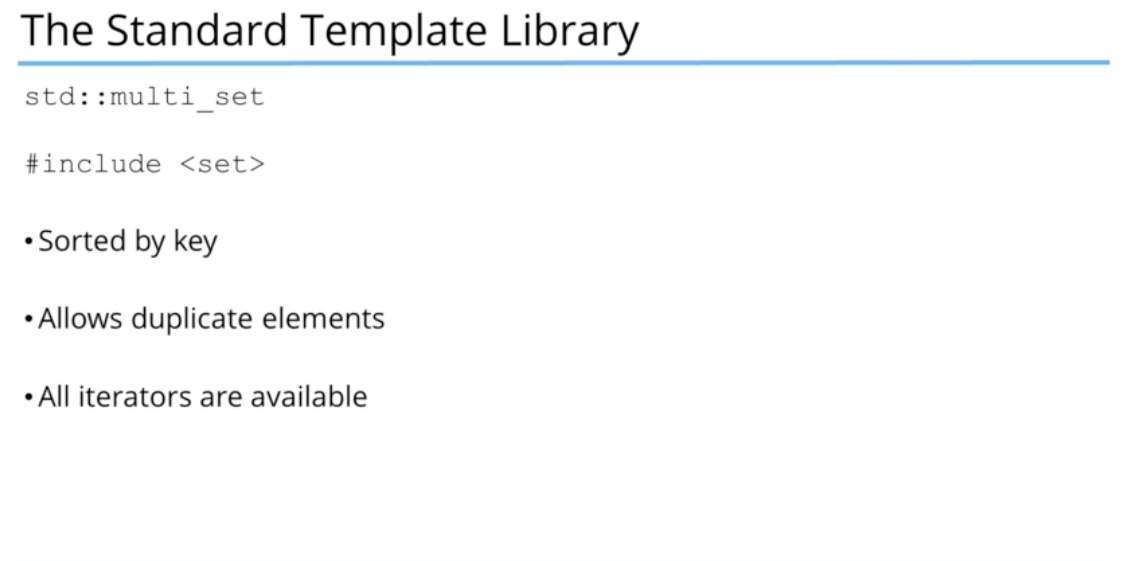 The Standard Template Library
std::multi_set
#include <set>
•Sorted by key
•Allows duplicate elements
•All iterators are available